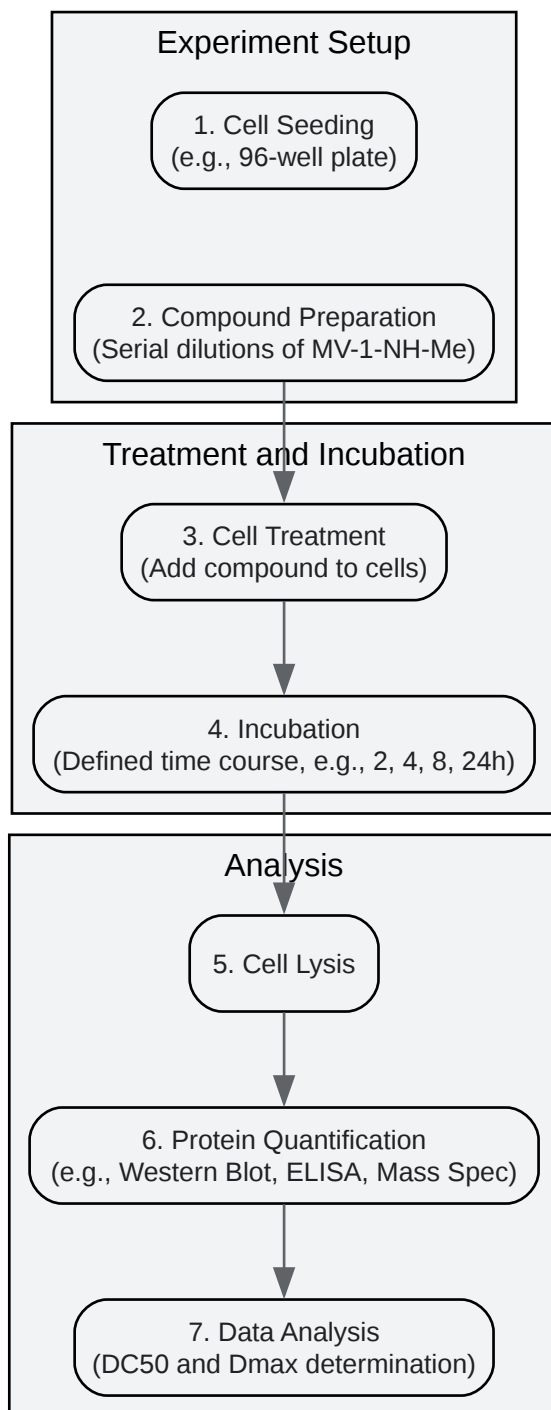 Experiment Setup
1. Cell Seeding
(e.g., 96-well plate)
2. Compound Preparation
(Serial dilutions of MV-1-NH-Me)
Treatment and Incubation
3. Cell Treatment
(Add compound to cells)
4. Incubation
(Defined time course, e.g., 2, 4, 8, 24h)
Analysis
5. Cell Lysis
6. Protein Quantification
(e.g., Western Blot, ELISA, Mass Spec)
7. Data Analysis
(DC50 and Dmax determination)